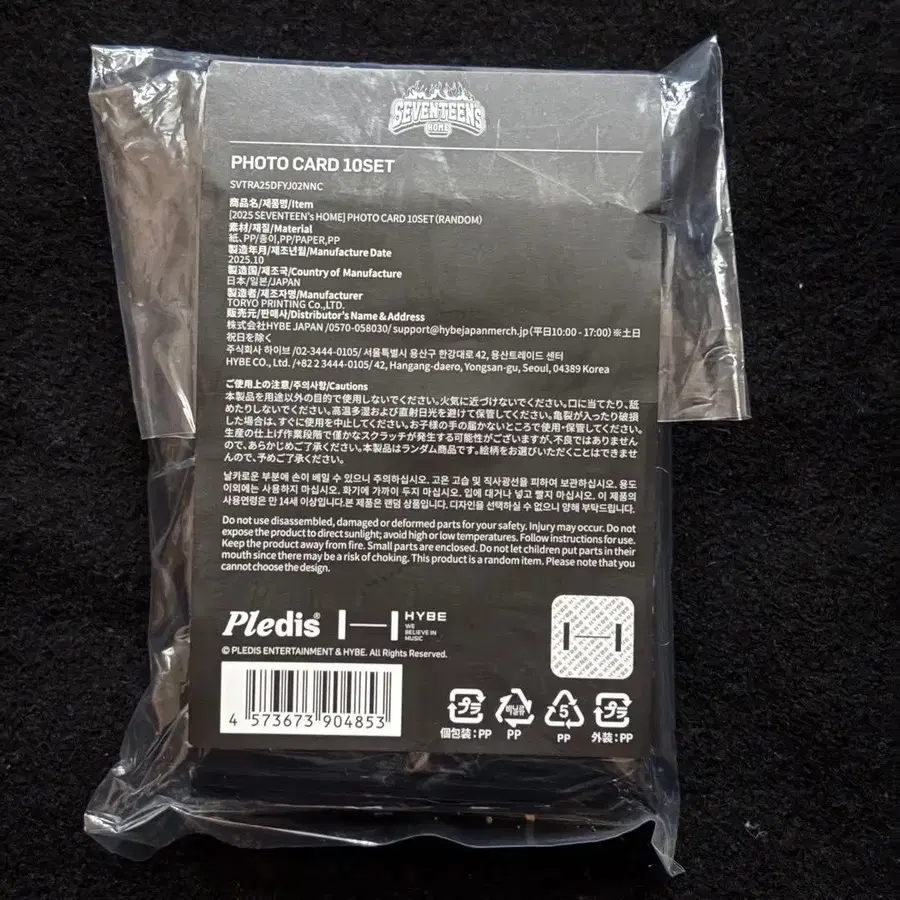 SEVENTEEN'S
HOME
PHOTO CARD 10SET
SVTRA25DFYJ02NNC
商品名/제품명/Item
[2025 SEVENTEEN's HOME] PHOTO CARD 10SET (RANDOM)
素材/재질/Material
紙、PP/종이,PP/PAPER,PP
製造年月/제조년월/Manufacture Date
2025.10
製造国/제조국/Country of Manufacture
日本/일본/JAPAN
製造者/제조자명/Manufacturer
TORYO PRINTING Co.,LTD.
販売元/판매사/Distributor's Name & Address
株式会社HYBE JAPAN /0570-058030/ support@hybejapanmerch.jp (平日10:00 - 17:00) ※土日
祝日を除く
주식회사 하이브 /02-3444-0105/ 서울특별시 용산구 한강대로 42, 용산트레이드 센터
HYBE CO., Ltd. /+82 2 3444-0105/ 42, Hangang-daero, Yongsan-gu, Seoul, 04389 Korea
ご使用上の注意/주의사항/Cautions
本製品を用途以外の目的で使用しないでください。火気に近づけないでください。口に当てたり、舐
めたりしないでください。高温多湿および直射日光を避けて保管してください。亀裂が入ったり破損
した場合は、すぐに使用を中止してください。お子様の手の届かないところで使用・保管してください。
生産の仕上げ作業段階で僅かなスクラッチが発生する可能性がございますが、不良ではありません
ので、あらかじめご了承ください。本製品はランダム商品です。絵柄をお選びいただくことはできませ
んので、予めご了承ください。
날카로운 부분에 손이 베일 수 있으니 주의하십시오. 고온 고습 및 직사광선을 피하여 보관하십시오. 용도
이외에는 사용하지 마십시오. 화기에 가까이 두지 마십시오. 입에 대거나 넣고 빨지 마십시오. 이 제품의
사용연령은 만 14세 이상입니다.본 제품은 랜덤 상품입니다. 디자인을 선택하실 수 없으니 양해 부탁드립니다.
Do not use disassembled, damaged or deformed parts for your safety. Injury may occur. Do not
expose the product to direct sunlight; avoid high or low temperatures. Follow instructions for use.
Keep the product away from fire. Small parts are enclosed. Do not let children put parts in their
mouth since there may be a risk of choking. This product is a random item. Please note that you
cannot choose the design.
Pledis®
HYBE
WE
BELIEVE IN
MUSIC
© PLEDIS ENTERTAINMENT & HYBE. All Rights Reserved.
4 573673 904853
プラ
個包装 : PP
비닐류
PP
5
PP
プラ
外装 : PP